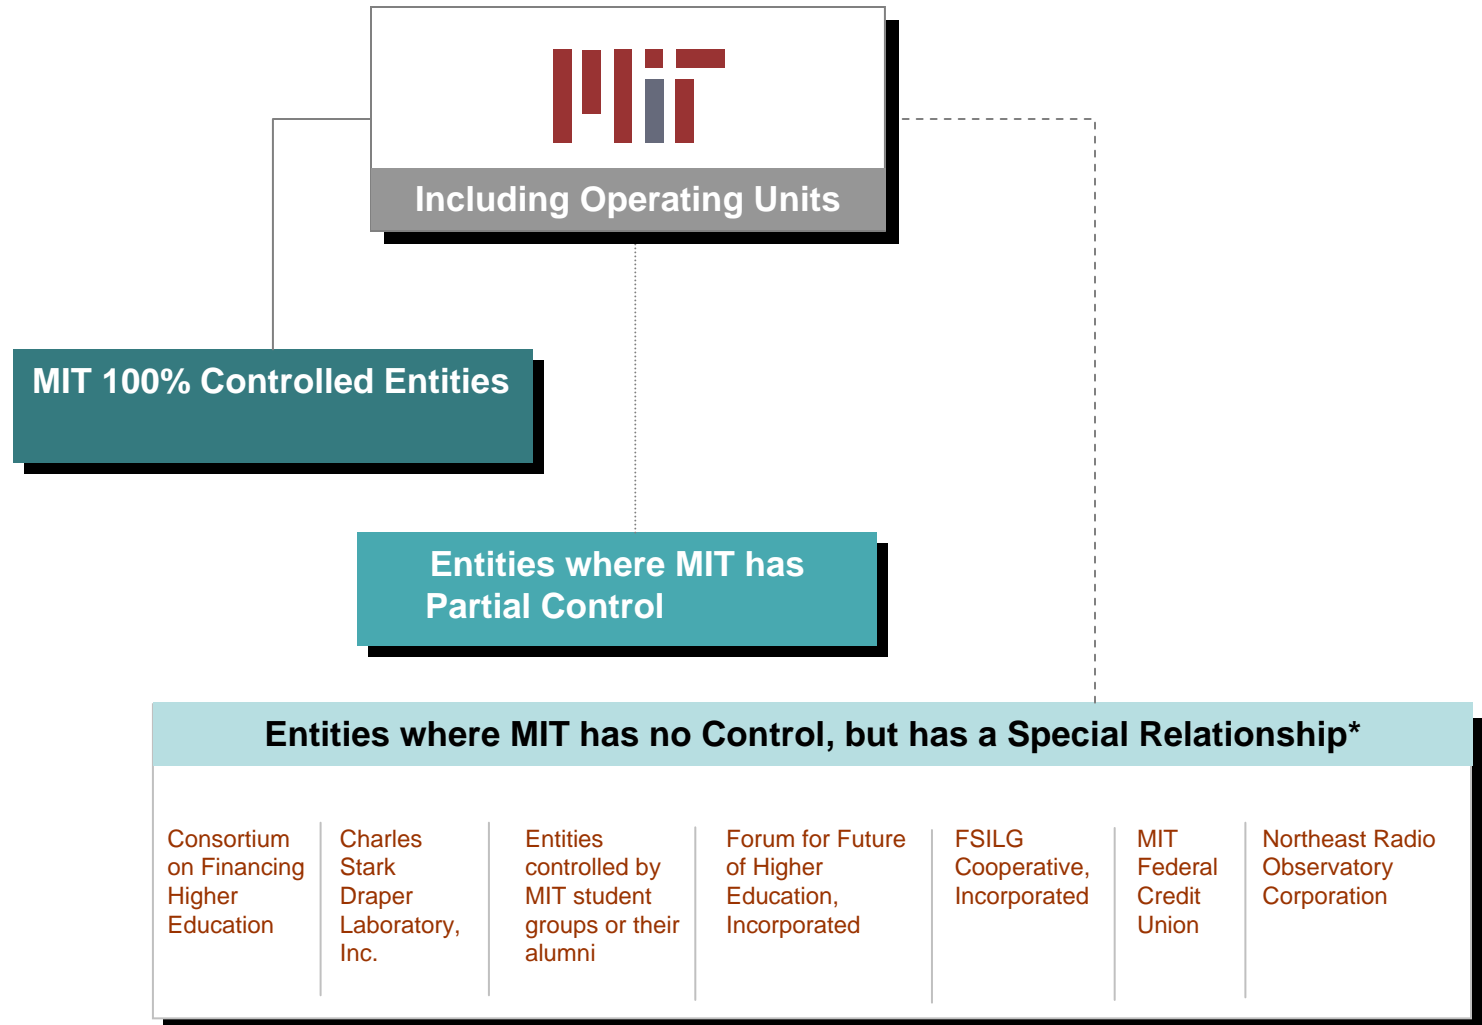 MIT
Including Operating Units
MIT 100% Controlled Entities
Entities where MIT has
Partial Control
Entities where MIT has no Control, but has a Special Relationship*
Consortium
on Financing
Higher
Education
Charles
Stark
Draper
Laboratory,
Inc.
Entities
controlled by
MIT student
groups or their
alumni
Forum for Future
of Higher
Education,
Incorporated
FSILG
Cooperative,
Incorporated
MIT
Federal
Credit
Union
Northeast Radio
Observatory
Corporation